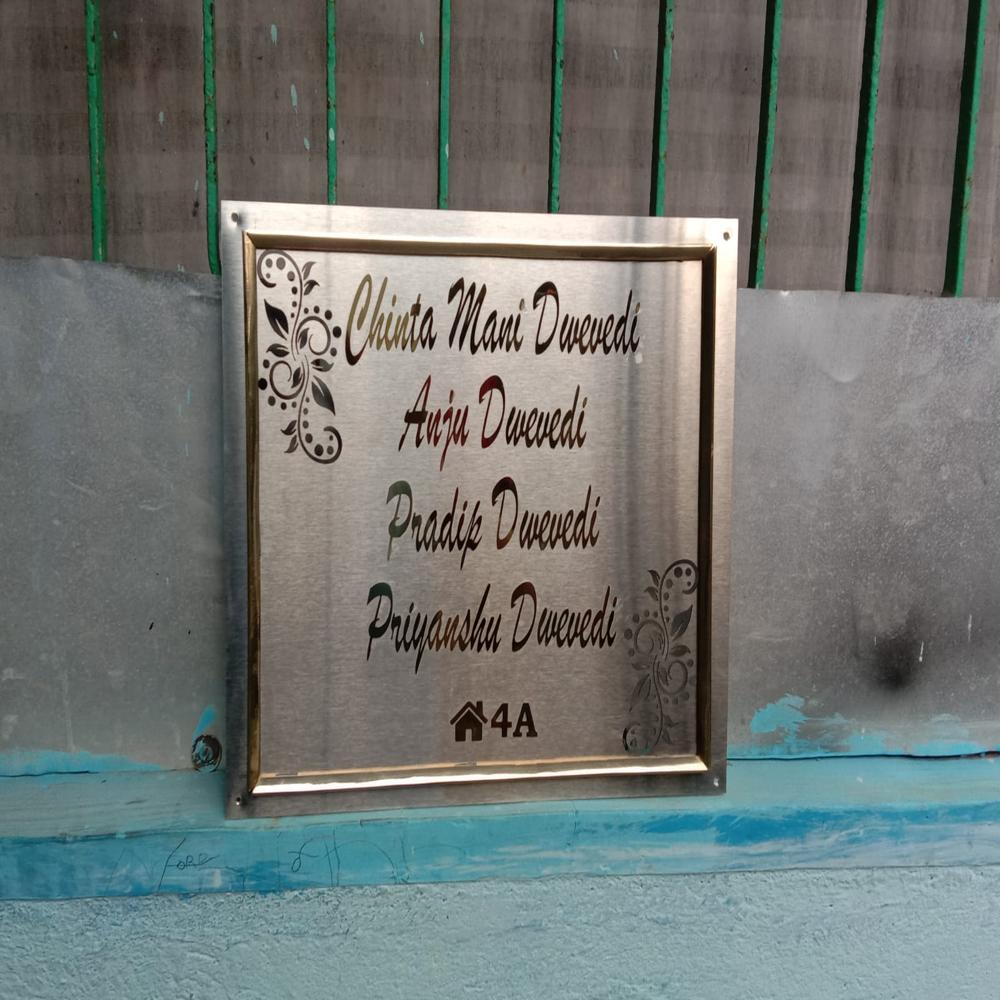 Chinta Mani Dwevedi
Anju Dwevedi
Pradip Dwevedi
Priyanshu Dwevedi
4A